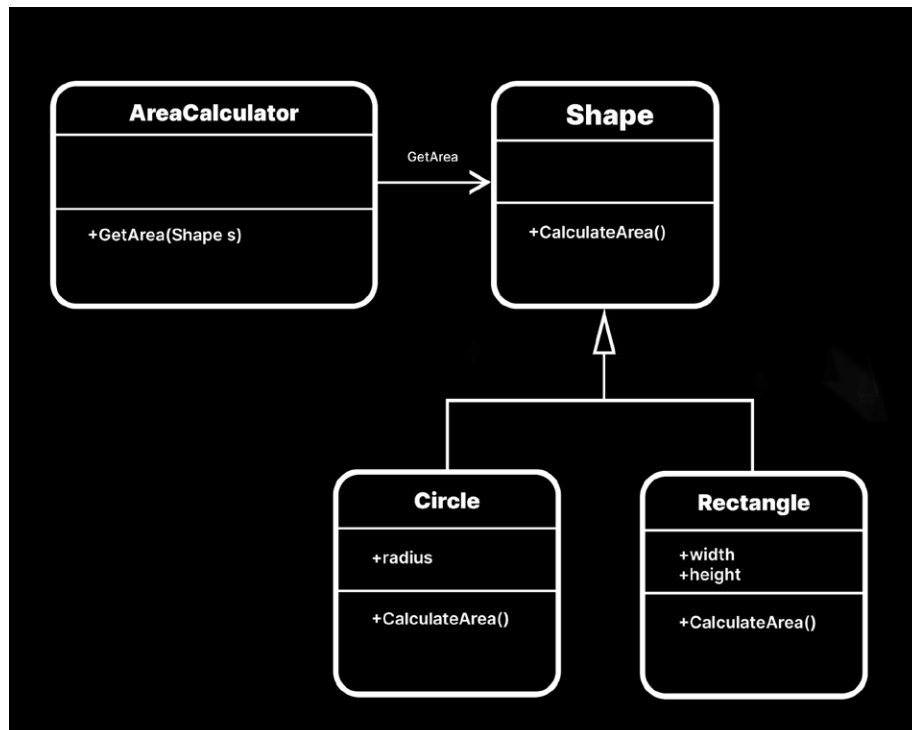 AreaCalculator
+GetArea(Shape s)
GetArea
Shape
+CalculateArea()
Circle
+radius
+CalculateArea()
Rectangle
+width
+height
+CalculateArea()